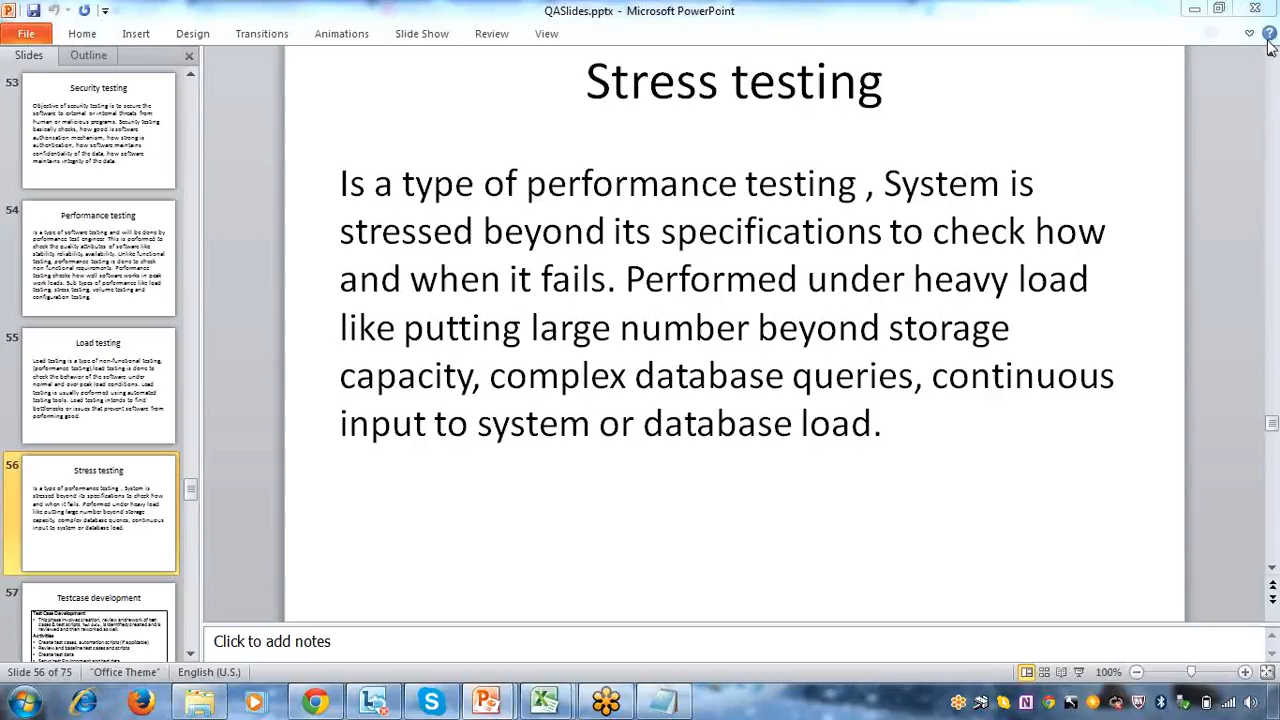 QASlides.pptx - Microsoft PowerPoint
File Home Insert Design Transitions Animations Slide Show Review View
Slides Outline
53
Security testing
Objective of security testing is to secure the
software to external or internal threats from
human or malicious programs. Security testing
basically checks, how good is software
authorisation mechanism, how strong is
authentication, how software maintains
confidentiality of the data, how software
maintains integrity of the data.
54
Performance testing
Is a type of software testing and will be done by
performance test engineer This is performed to
check the quality attributes of software like
stability, reliability, availability. Unlike functional
testing, performance testing is done to check
non functional requirements. Performance
testing checks how well software works in peak
work loads. Sub types of performance like load
testing, stress testing, volume testing and
configuration testing.
55
Load testing
Load testing is a type of non-functional testing,
(performance testing),load testing is done to
check the behavior of the software under
normal and over peak load conditions. Load
testing is usually performed using automated
testing tools. Load testing intends to find
bottlenecks or issues that prevent software from
performing good.
56
Stress testing
Is a type of performance testing , System is
stressed beyond its specifications to check how
and when it fails. Performed under heavy load
like putting large number beyond storage
capacity, complex database queries, continuous
input to system or database load.
57
Testcase development
Test Case Development
• This phase involves creation, review and rework of test
cases & test scripts. Test data, is identified/created and is
reviewed and then reworked as well.
Activities
• Create test cases, automation scripts (if applicable)
• Review and baseline test cases and scripts
• Create test data
Stress testing
Is a type of performance testing , System is
stressed beyond its specifications to check how
and when it fails. Performed under heavy load
like putting large number beyond storage
capacity, complex database queries, continuous
input to system or database load.
Click to add notes
Slide 56 of 75 "Office Theme" English (U.S.) 100%